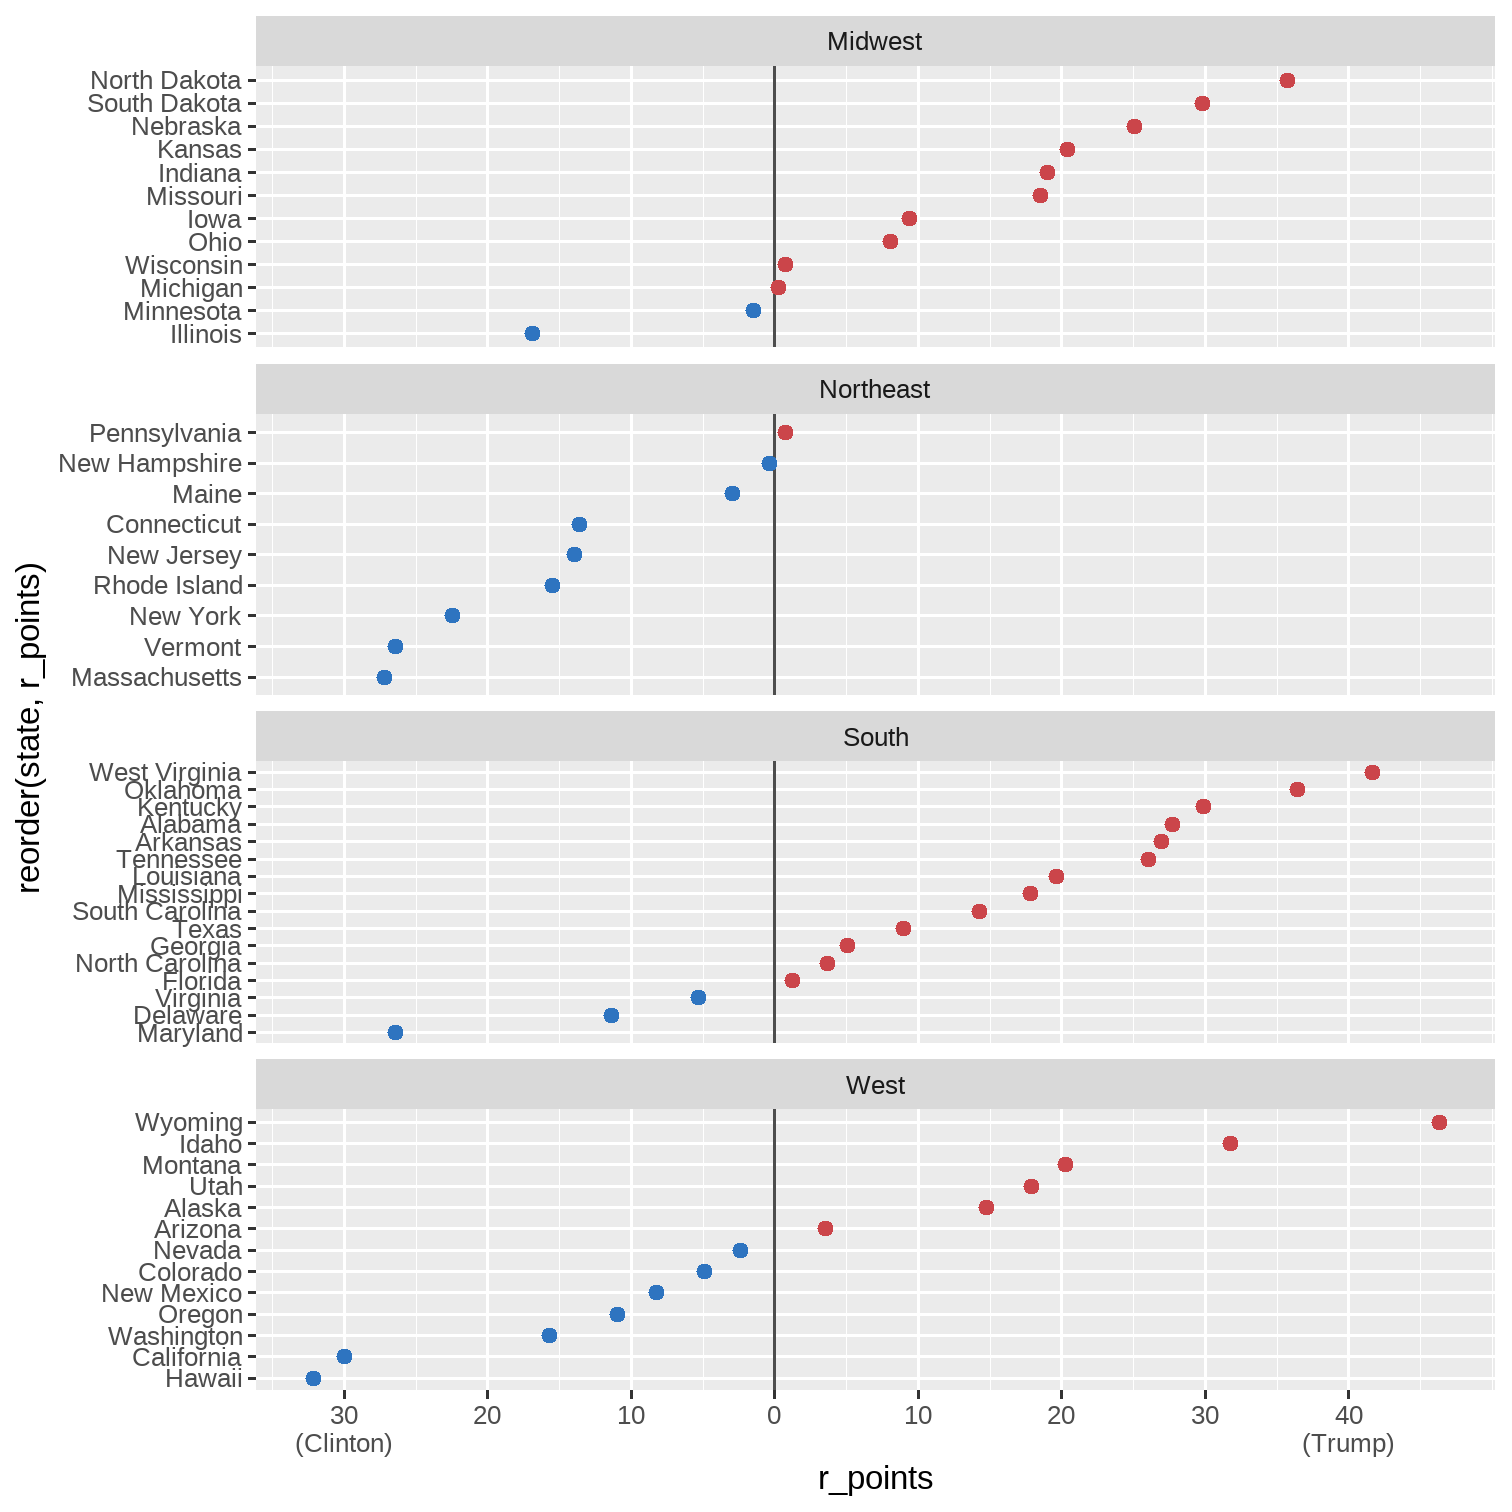 Midwest
North Dakota
South Dakota
Nebraska
Kansas
Indiana
Missouri
Iowa
Ohio
Wisconsin
Michigan
Minnesota
Illinois
Northeast
Pennsylvania
New Hampshire
Maine
Connecticut
New Jersey
Rhode Island
New York
Vermont
Massachusetts
South
West Virginia
Oklahoma
Kentucky
Alabama
Arkansas
Tennessee
Louisiana
Mississippi
South Carolina
Texas
Georgia
North Carolina
Florida
Virginia
Delaware
Maryland
West
Wyoming
Idaho
Montana
Utah
Alaska
Arizona
Nevada
Colorado
New Mexico
Oregon
Washington
California
Hawaii
30 20 10 0 10 20 30 40
(Clinton) (Trump)
r_points
reorder(state, r_points)